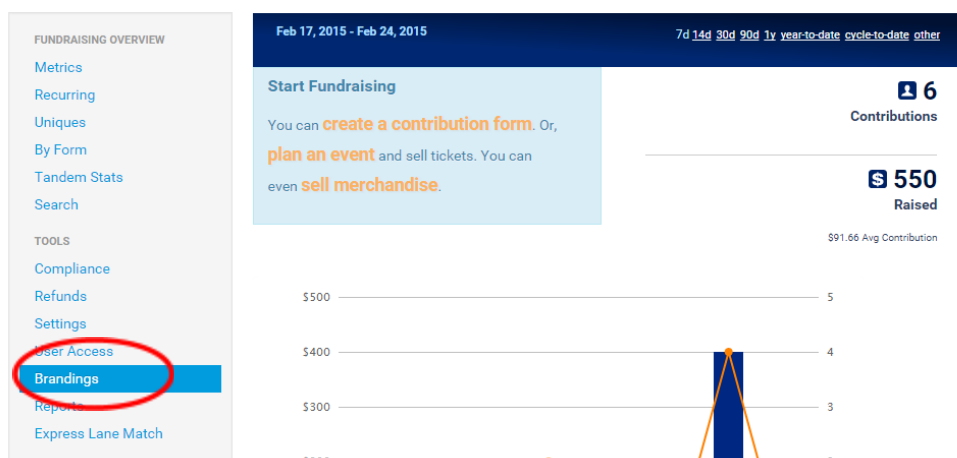 FUNDRAISING OVERVIEW
Metrics
Recurring
Uniques
By Form
Tandem Stats
Search
TOOLS
Compliance
Refunds
Settings
User Access
Brandings
Reports
Express Lane Match
Feb 17, 2015 - Feb 24, 2015
7d 14d 30d 90d 1y year-to-date cycle-to-date other
Start Fundraising
You can create a contribution form. Or,
plan an event and sell tickets. You can
even sell merchandise.
6
Contributions
$ 550
Raised
$91.66 Avg Contribution
$500 5
$400 4
$300 3